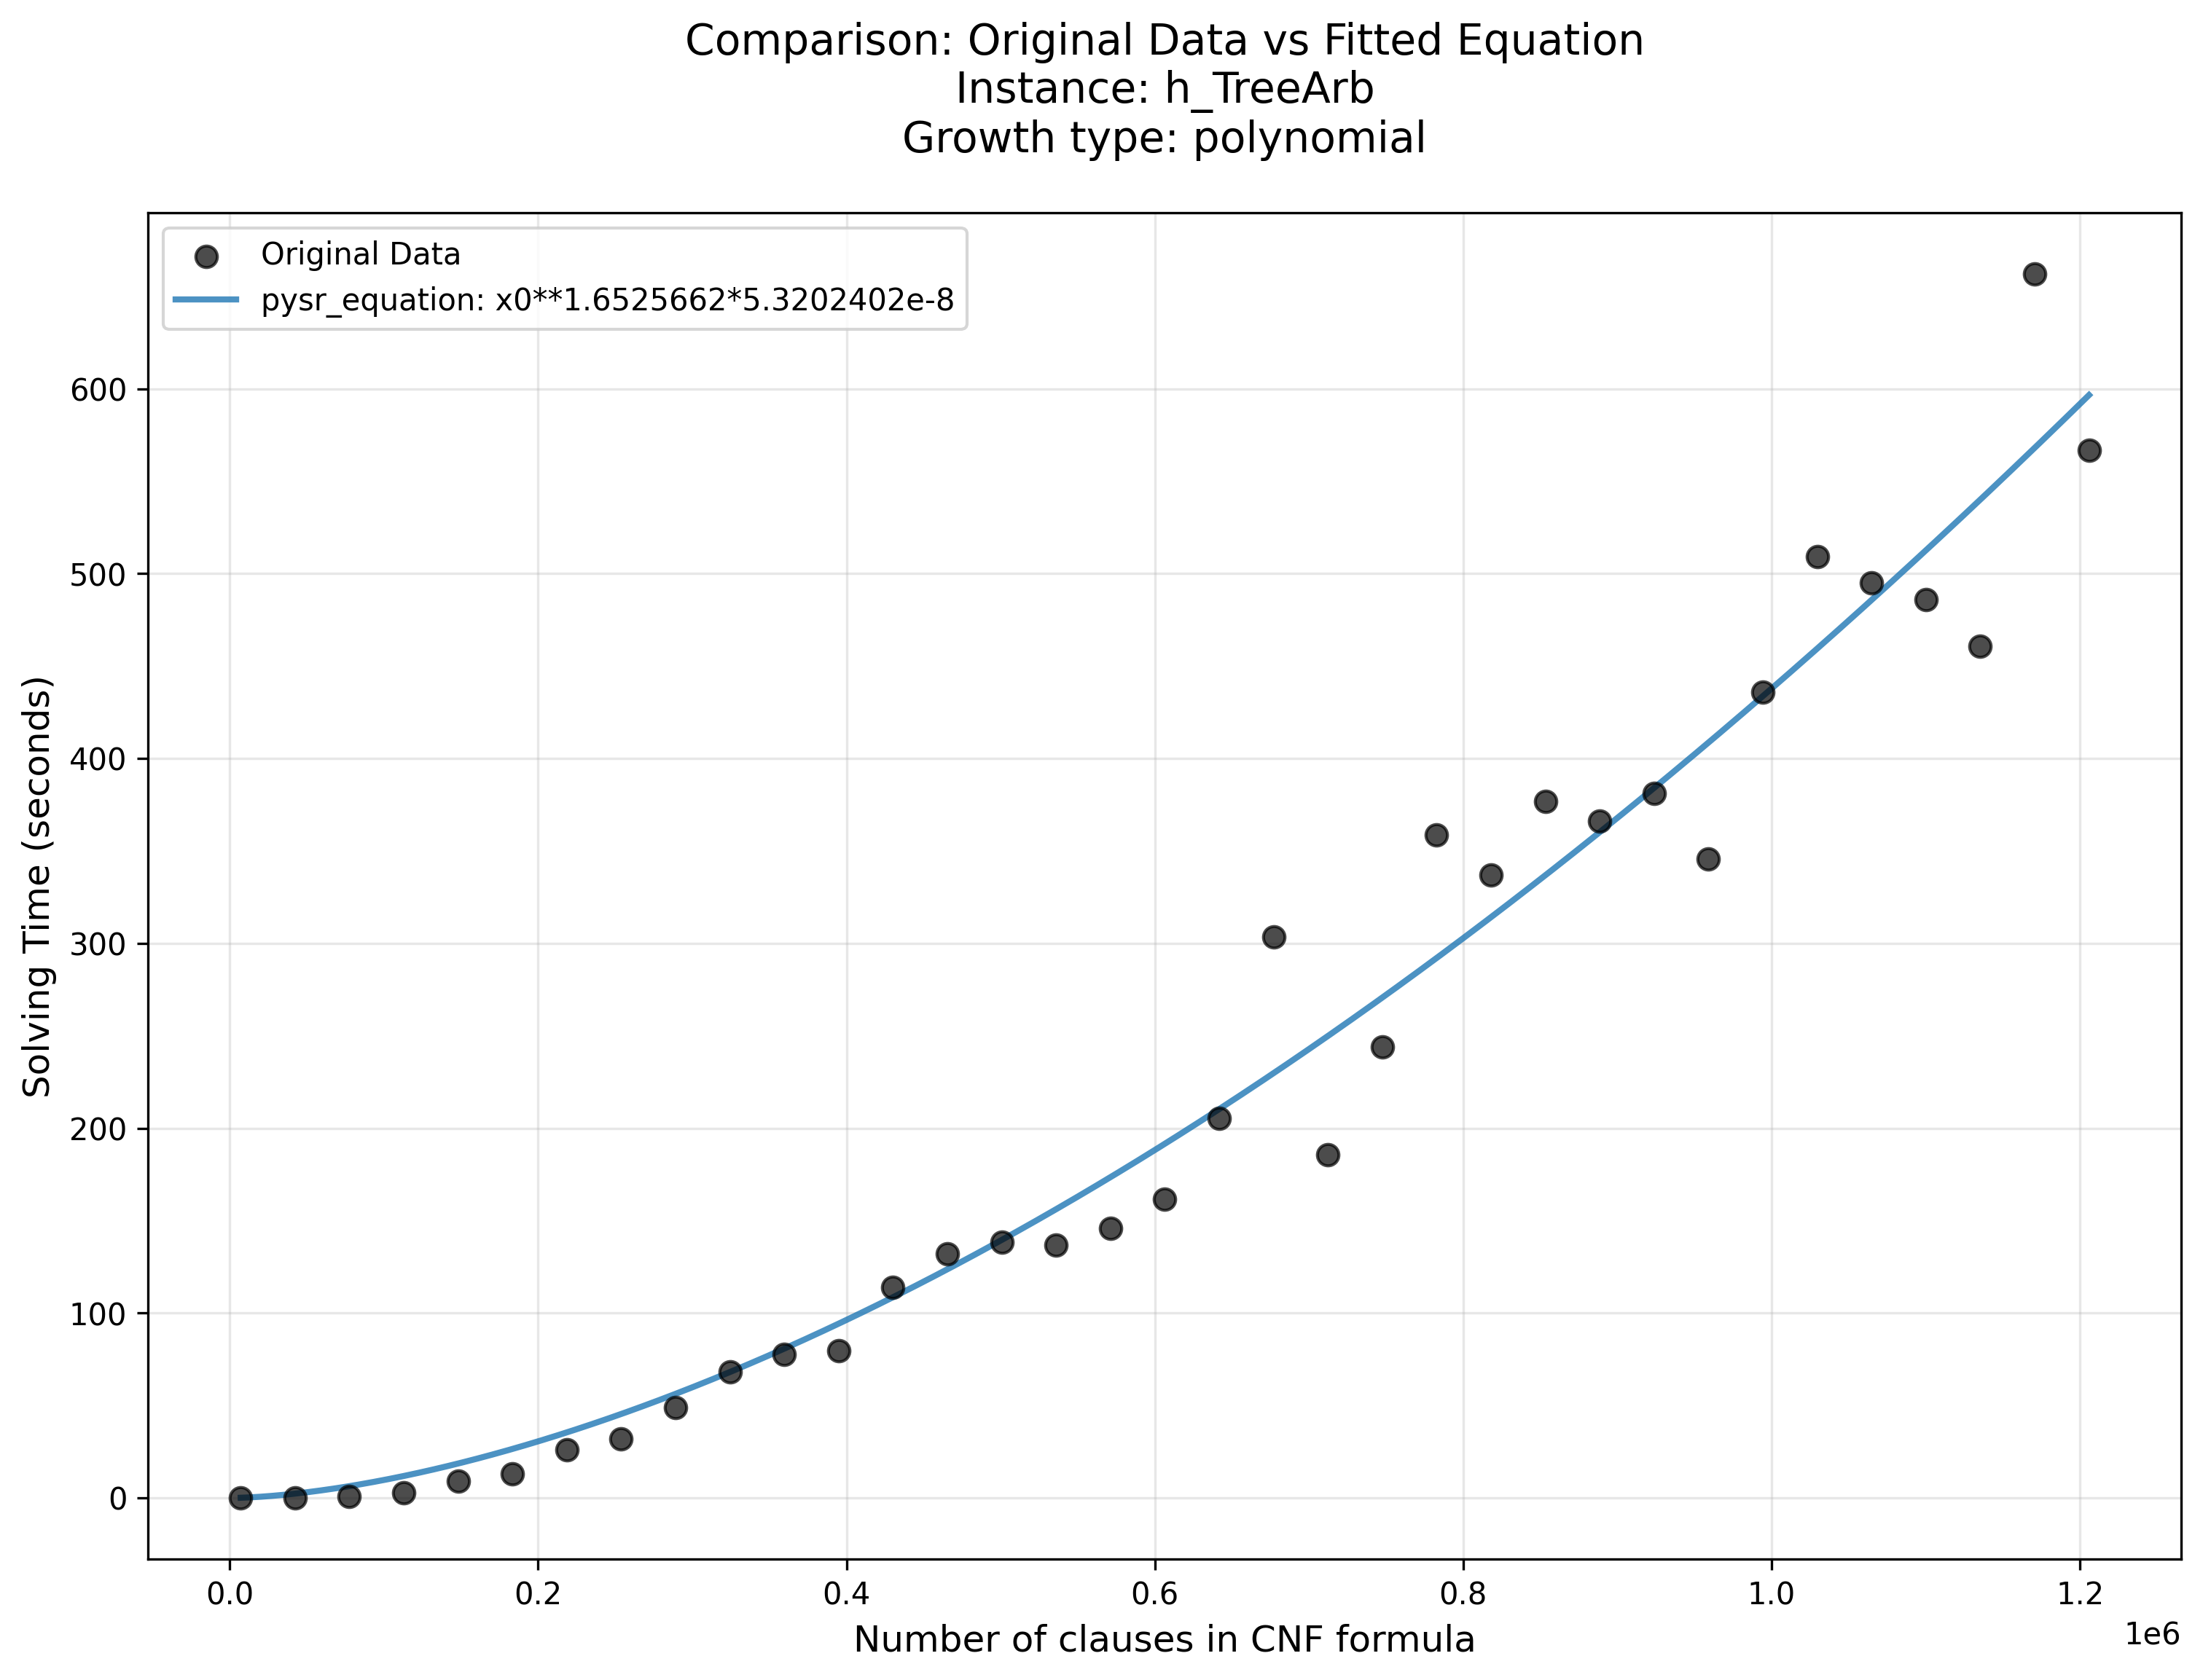 Comparison: Original Data vs Fitted Equation
Instance: h_TreeArb
Growth type: polynomial
Original Data
pysr_equation: x0**1.6525662*5.3202402e-8
Solving Time (seconds)
600
500
400
300
200
100
0
0.0 0.2 0.4 0.6 0.8 1.0 1.2
1e6
Number of clauses in CNF formula